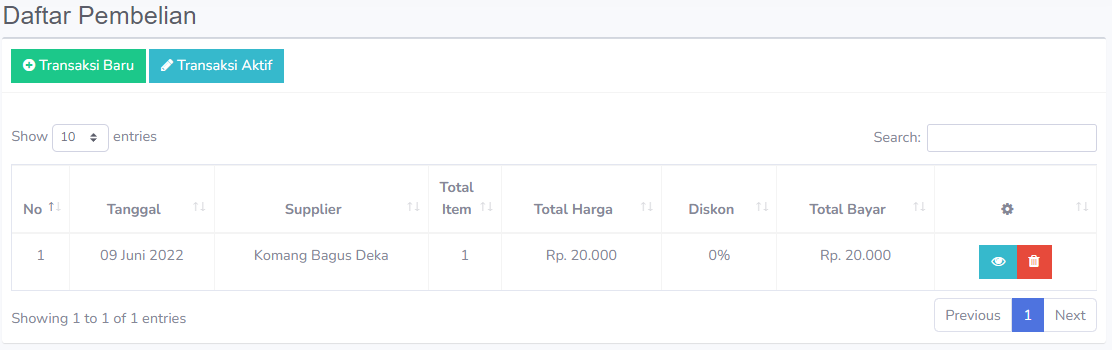 Daftar Pembelian
Transaksi Baru Transaksi Aktif
Show 10 entries Search:
No Tanggal Supplier Total Item Total Harga Diskon Total Bayar
1 09 Juni 2022 Komang Bagus Deka 1 Rp. 20.000 0% Rp. 20.000
Showing 1 to 1 of 1 entries Previous 1 Next